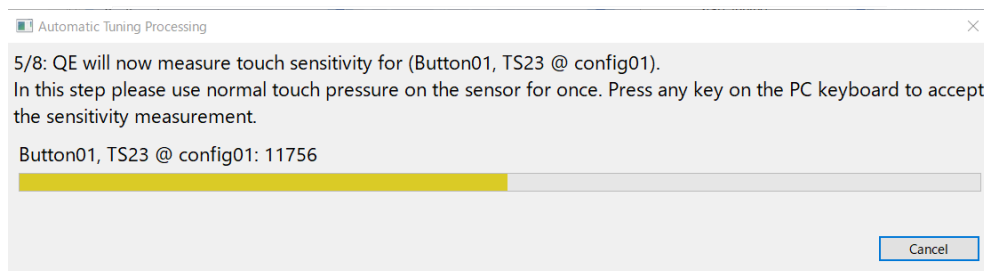 Automatic Tuning Processing
5/8: QE will now measure touch sensitivity for (Button01, TS23 @ config01).
In this step please use normal touch pressure on the sensor for once. Press any key on the PC keyboard to accept
the sensitivity measurement.
Button01, TS23 @ config01: 11756
Cancel